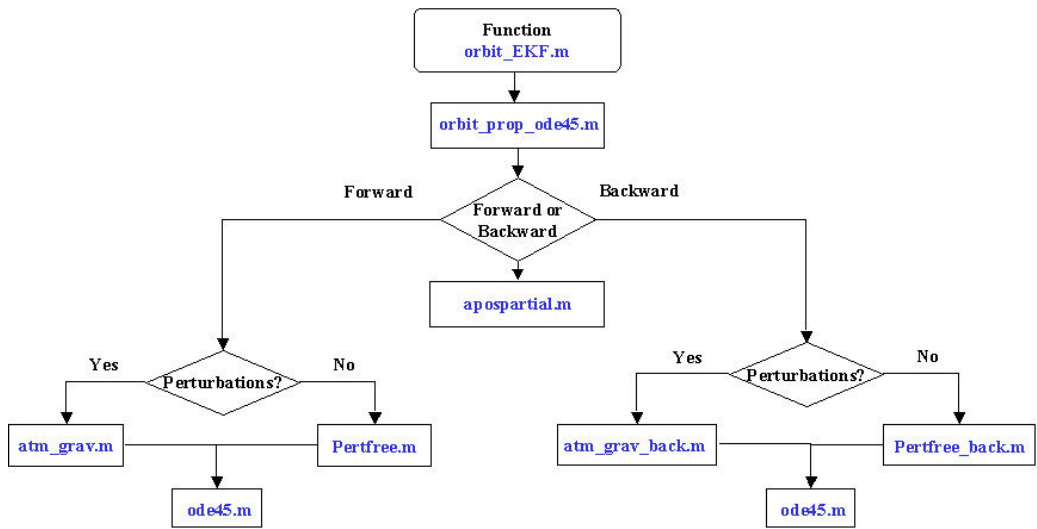 Function
orbit_EKF.m
orbit_prop_ode45.m
Forward
Backward
Forward or
Backward
apospartial.m
Yes
Perturbations?
No
Yes
Perturbations?
No
atm_grav.m
Pertfree.m
atm_grav_back.m
Pertfree_back.m
ode45.m
ode45.m